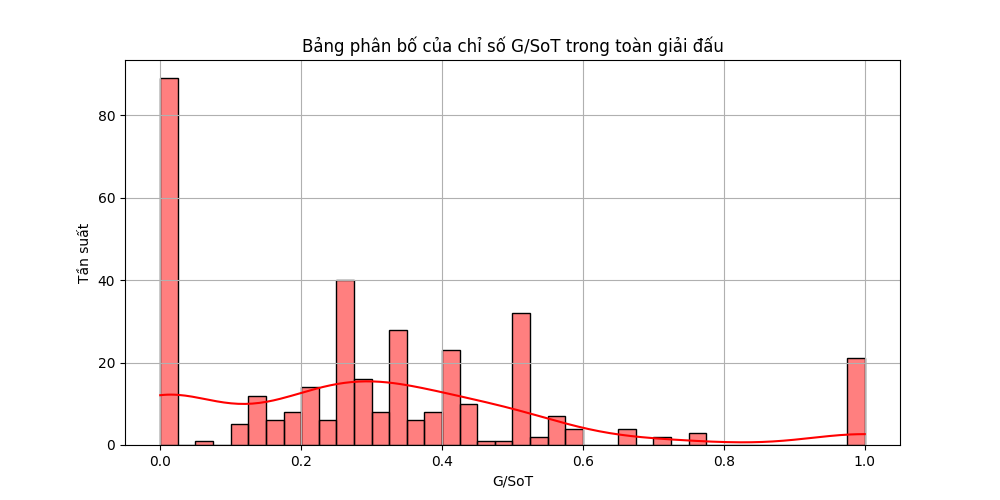 Bảng phân bố của chỉ số G/SoT trong toàn giải đấu
Tần suất
80
60
40
20
0
0.0 0.2 0.4 0.6 0.8 1.0
G/SoT